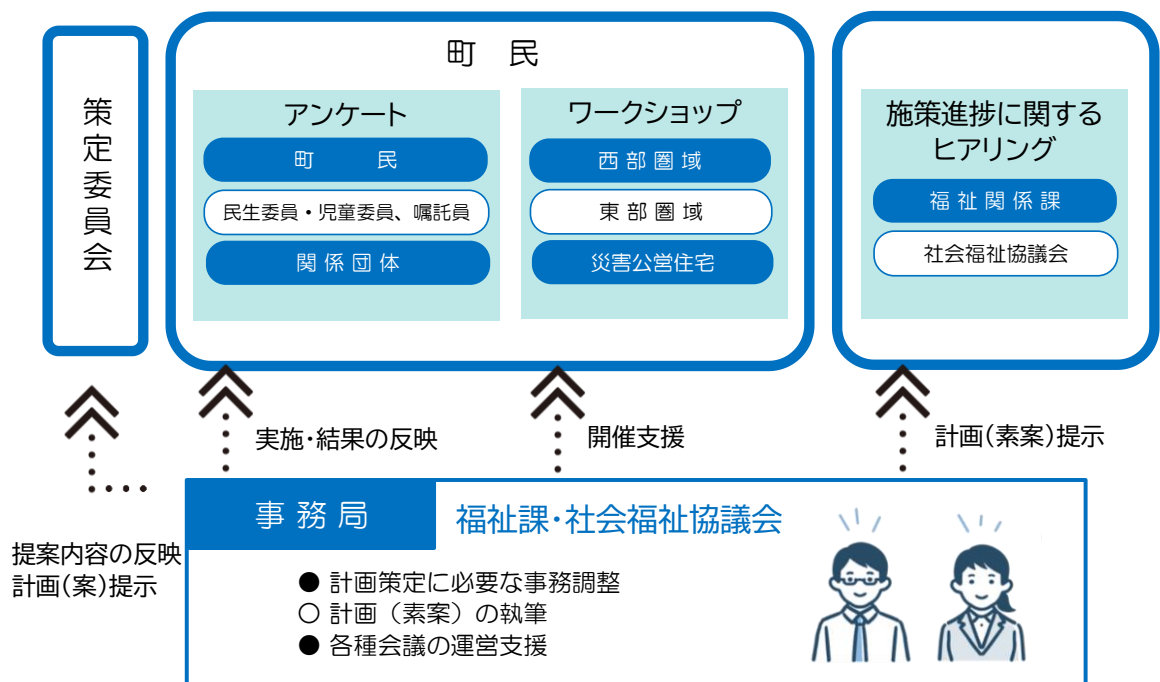 策定委員会
町 民
アンケート
町 民
民生委員・児童委員、嘱託員
関係団体
ワークショップ
西部圏域
東部圏域
災害公営住宅
施策進捗に関する
ヒアリング
福祉関係課
社会福祉協議会
実施・結果の反映
開催支援
計画(素案)提示
提案内容の反映
計画(案)提示
事務局
福祉課・社会福祉協議会
● 計画策定に必要な事務調整
○ 計画（素案）の執筆
● 各種会議の運営支援